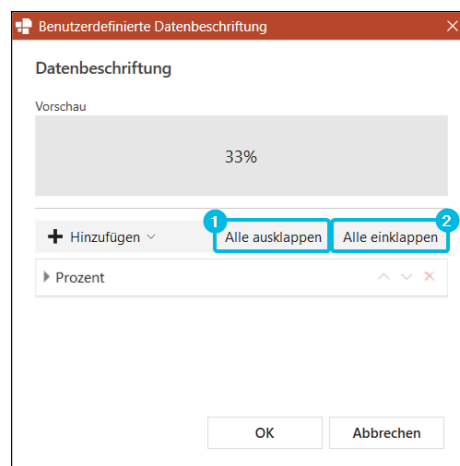 Benutzerdefinierte Datenbeschriftung
Datenbeschriftung
Vorschau
33%
1 2
Hinzufügen Alle ausklappen Alle einklappen
Prozent
OK Abbrechen